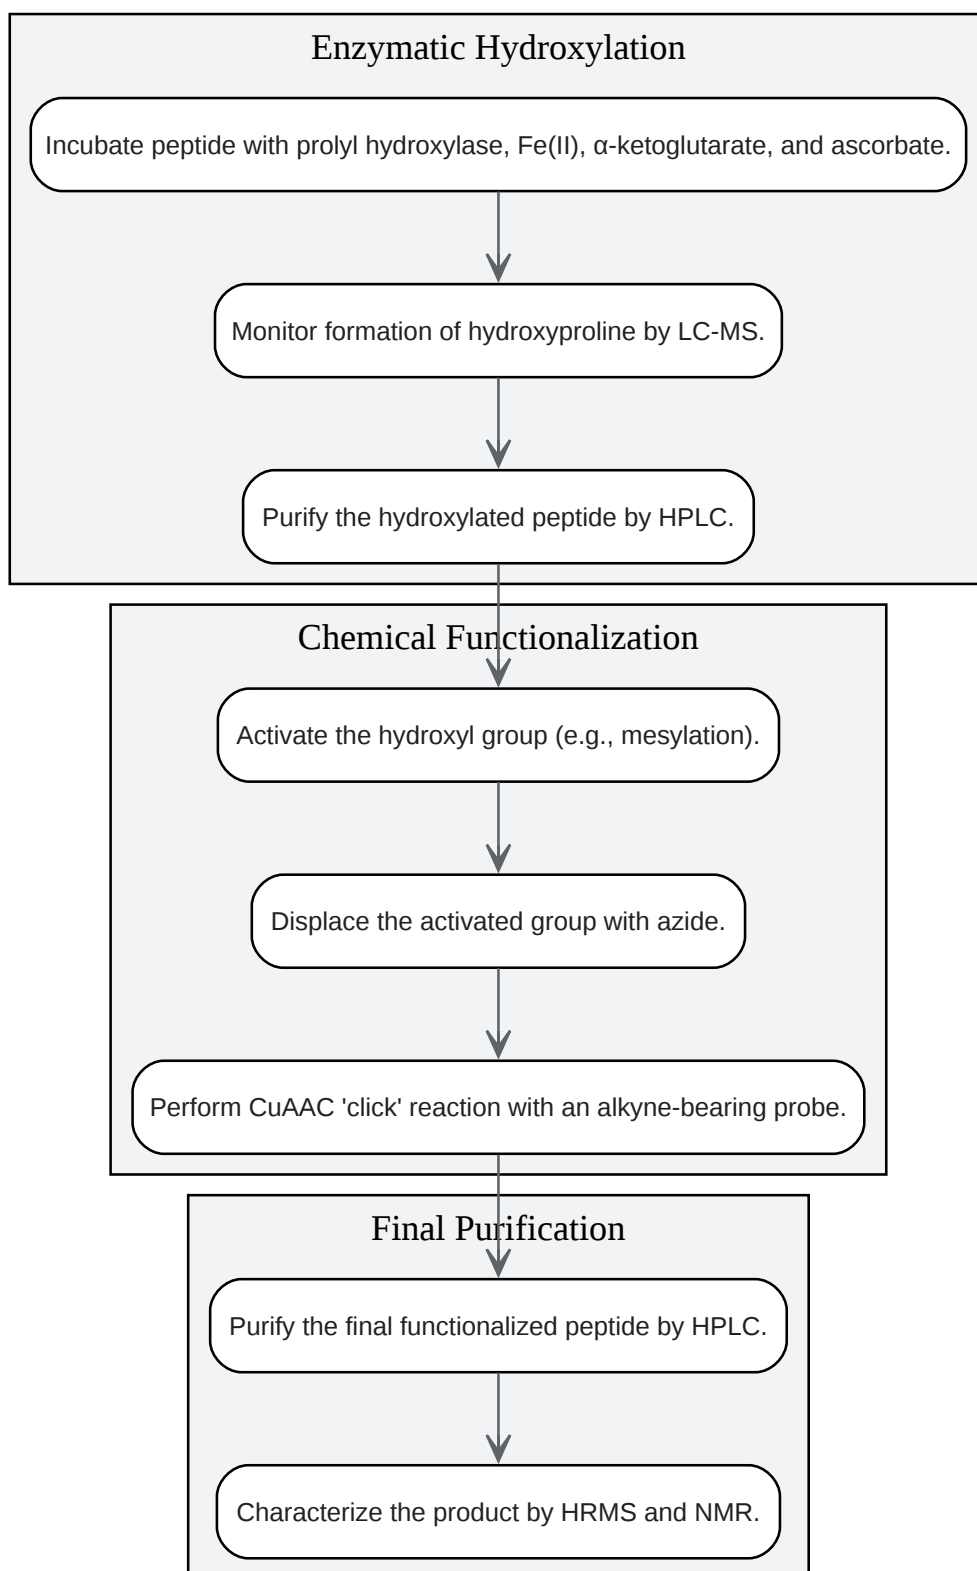 Enzymatic Hydroxylation
Incubate peptide with prolyl hydroxylase, Fe(II), α-ketoglutarate, and ascorbate.
Monitor formation of hydroxyproline by LC-MS.
Purify the hydroxylated peptide by HPLC.
Chemical Functionalization
Activate the hydroxyl group (e.g., mesylation).
Displace the activated group with azide.
Perform CuAAC 'click' reaction with an alkyne-bearing probe.
Final Purification
Purify the final functionalized peptide by HPLC.
Characterize the product by HRMS and NMR.